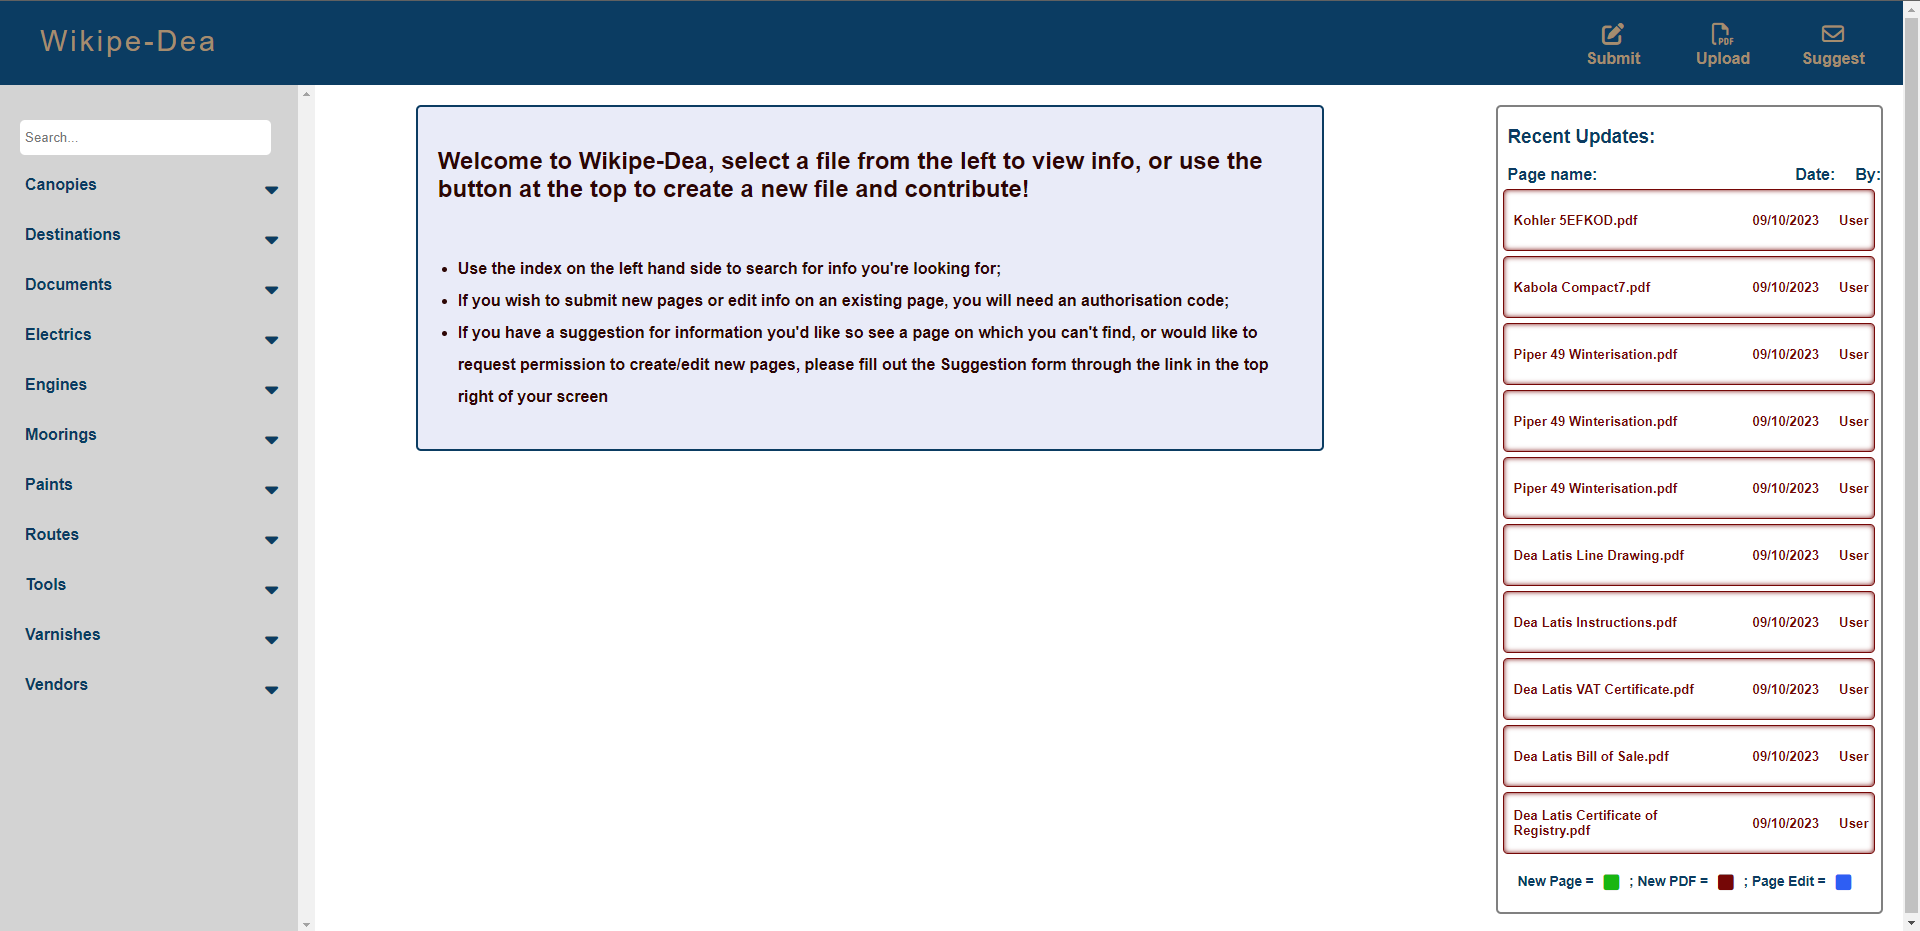 Wikipe-Dea
Submit
Upload
Suggest
Search...
Canopies
Destinations
Documents
Electrics
Engines
Moorings
Paints
Routes
Tools
Varnishes
Vendors
Welcome to Wikipe-Dea, select a file from the left to view info, or use the
button at the top to create a new file and contribute!
• Use the index on the left hand side to search for info you're looking for;
• If you wish to submit new pages or edit info on an existing page, you will need an authorisation code;
• If you have a suggestion for information you'd like so see a page on which you can't find, or would like to
request permission to create/edit new pages, please fill out the Suggestion form through the link in the top
right of your screen
Recent Updates:
Page name: Date: By:
Kohler 5EFKOD.pdf 09/10/2023 User
Kabola Compact7.pdf 09/10/2023 User
Piper 49 Winterisation.pdf 09/10/2023 User
Piper 49 Winterisation.pdf 09/10/2023 User
Piper 49 Winterisation.pdf 09/10/2023 User
Dea Latis Line Drawing.pdf 09/10/2023 User
Dea Latis Instructions.pdf 09/10/2023 User
Dea Latis VAT Certificate.pdf 09/10/2023 User
Dea Latis Bill of Sale.pdf 09/10/2023 User
Dea Latis Certificate of
Registry.pdf 09/10/2023 User
New Page = ; New PDF = ; Page Edit =